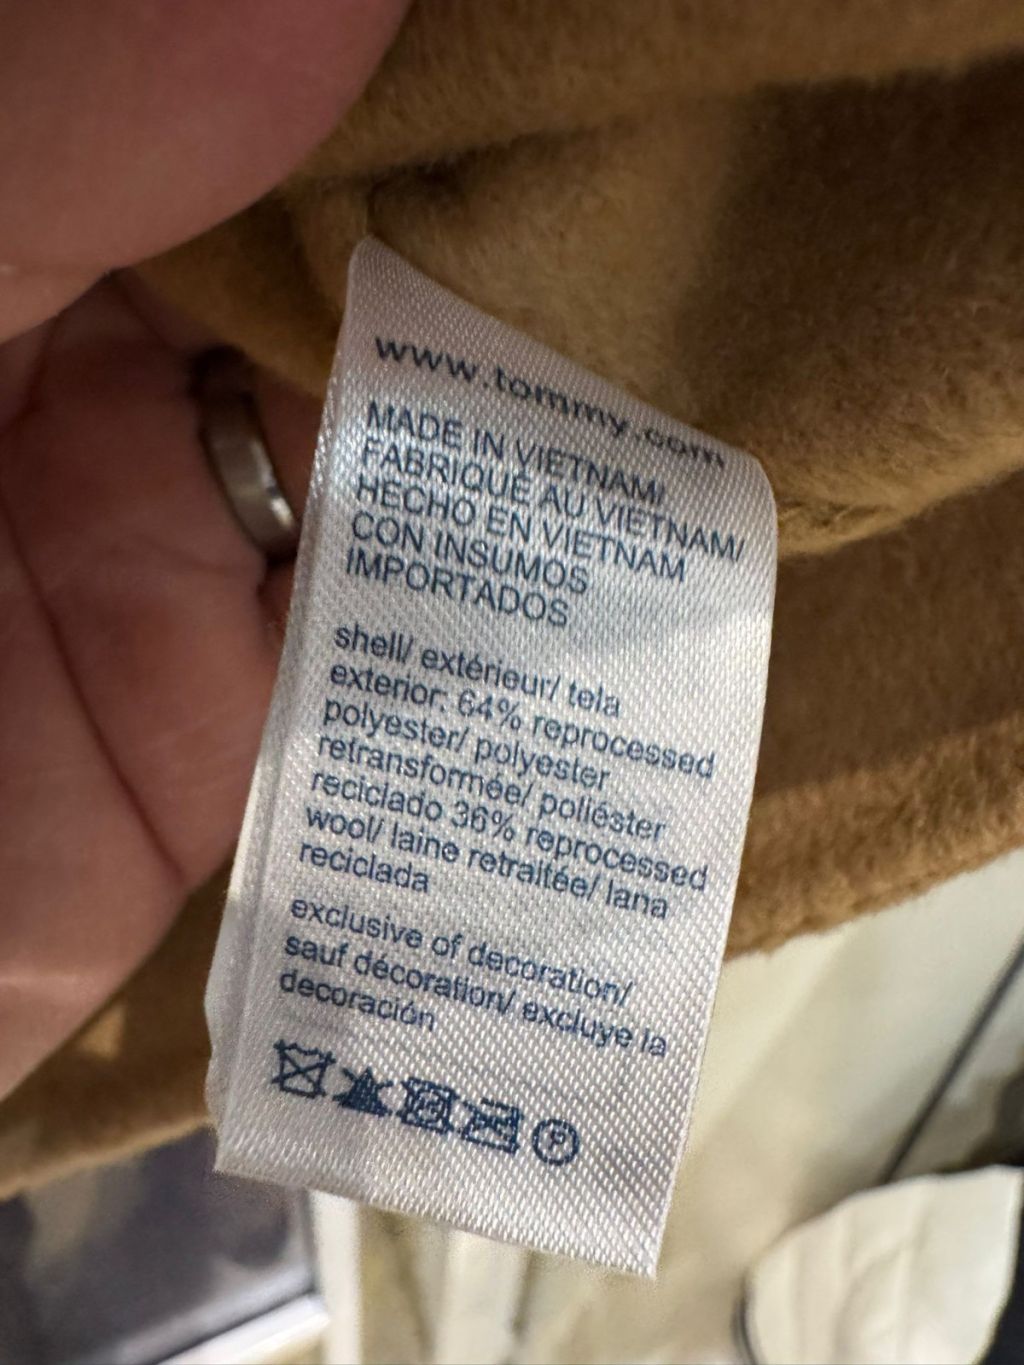 www.tommy.com
MADE IN VIETNAM/
FABRIQUÉ AU VIETNAM/
HECHO EN VIETNAM
CON INSUMOS
IMPORTADOS
shell/ extérieur/ tela
exterior: 64% reprocessed
polyester/ polyester
retransformée/ poliéster
reciclado 36% reprocessed
wool/ laine retraitée/ lana
reciclada
exclusive of decoration/
sauf décoration/ excluye la
decoración
P